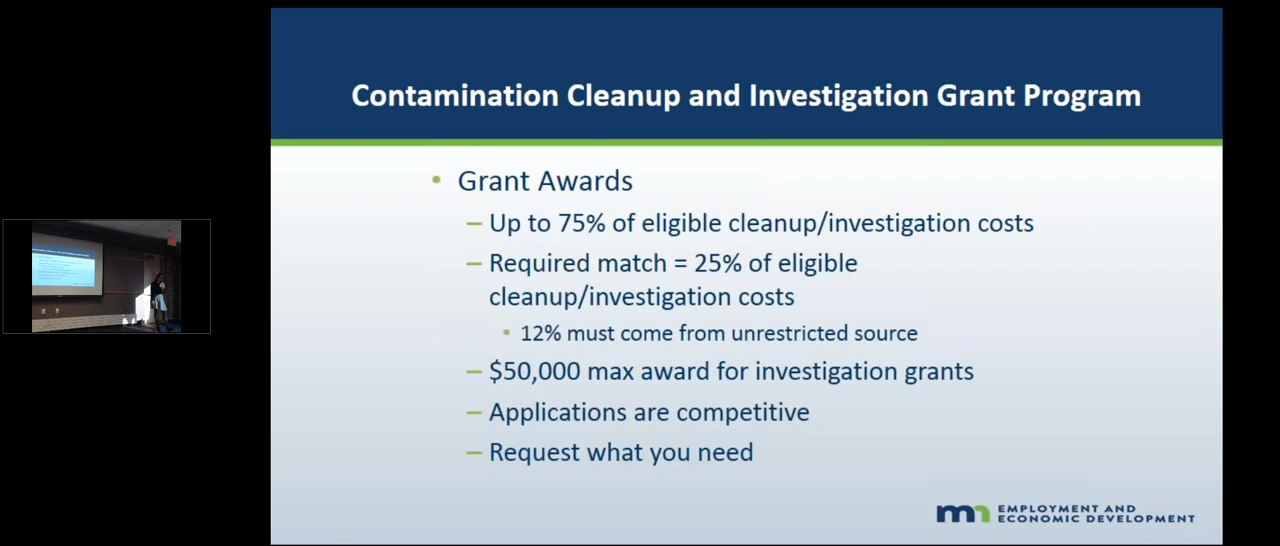 Contamination Cleanup and Investigation Grant Program
• Grant Awards
– Up to 75% of eligible cleanup/investigation costs
– Required match = 25% of eligible
cleanup/investigation costs
• 12% must come from unrestricted source
– $50,000 max award for investigation grants
– Applications are competitive
– Request what you need
mn EMPLOYMENT AND
ECONOMIC DEVELOPMENT